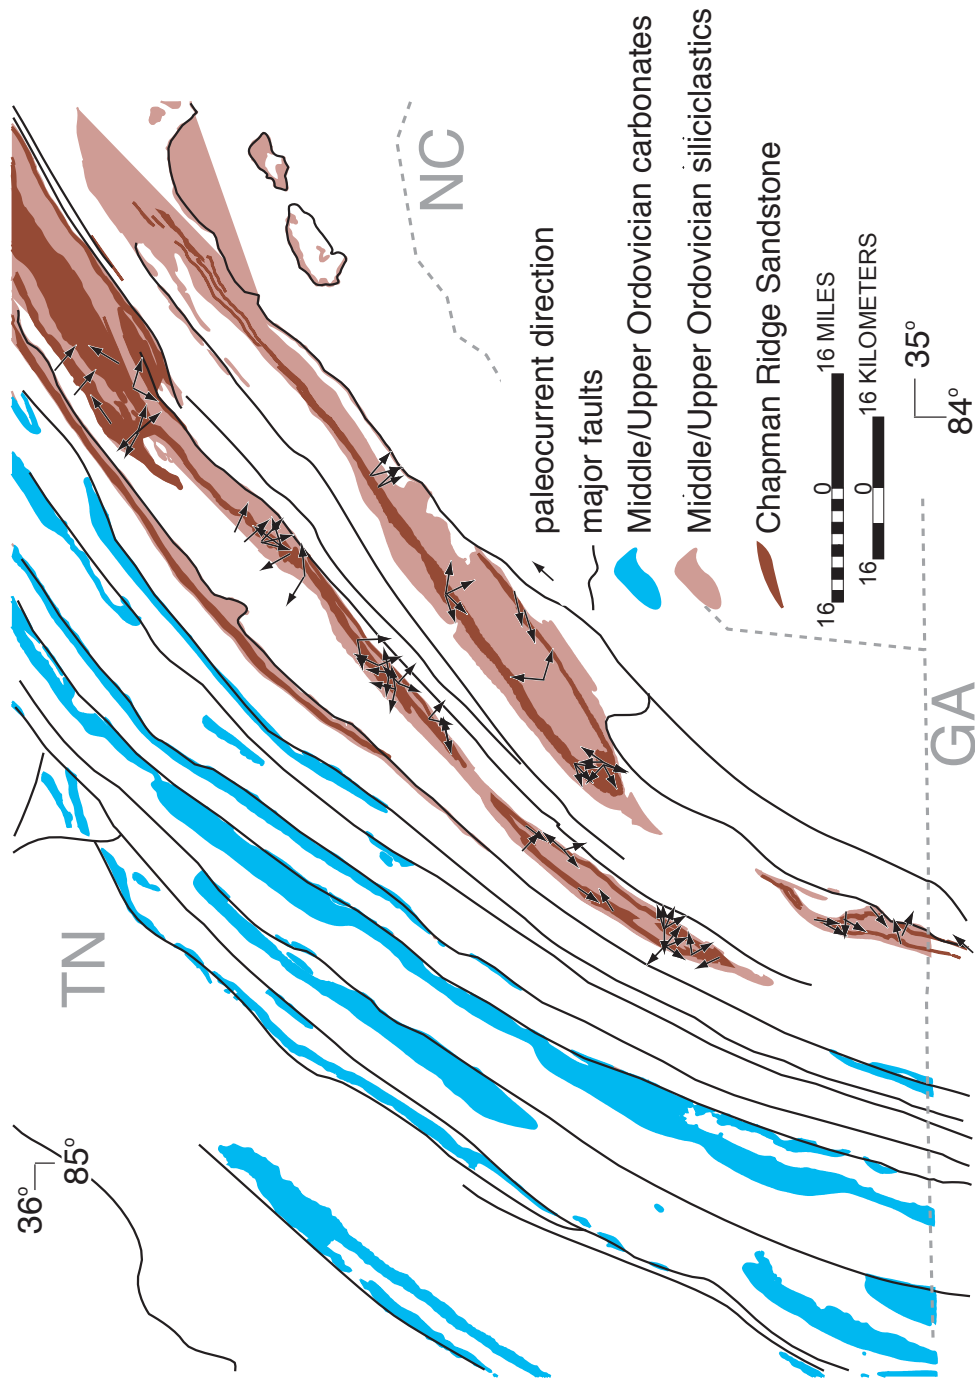 TN
NC
GA
36°
85°
paleocurrent direction
major faults
Middle/Upper Ordovician carbonates
Middle/Upper Ordovician siliciclastics
Chapman Ridge Sandstone
16 0 16 MILES
16 0 16 KILOMETERS
35°
84°